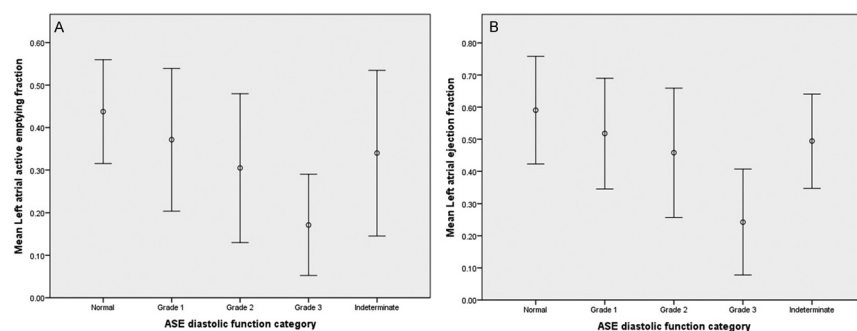 A
Mean Left atrial active emptying fraction
0.60
0.50
0.40
0.30
0.20
0.10
0.00
Normal Grade 1 Grade 2 Grade 3 Indeterminate
ASE diastolic function category
B
Mean Left atrial ejection fraction
0.80
0.70
0.60
0.50
0.40
0.30
0.20
0.10
0.00
Normal Grade 1 Grade 2 Grade 3 Indeterminate
ASE diastolic function category